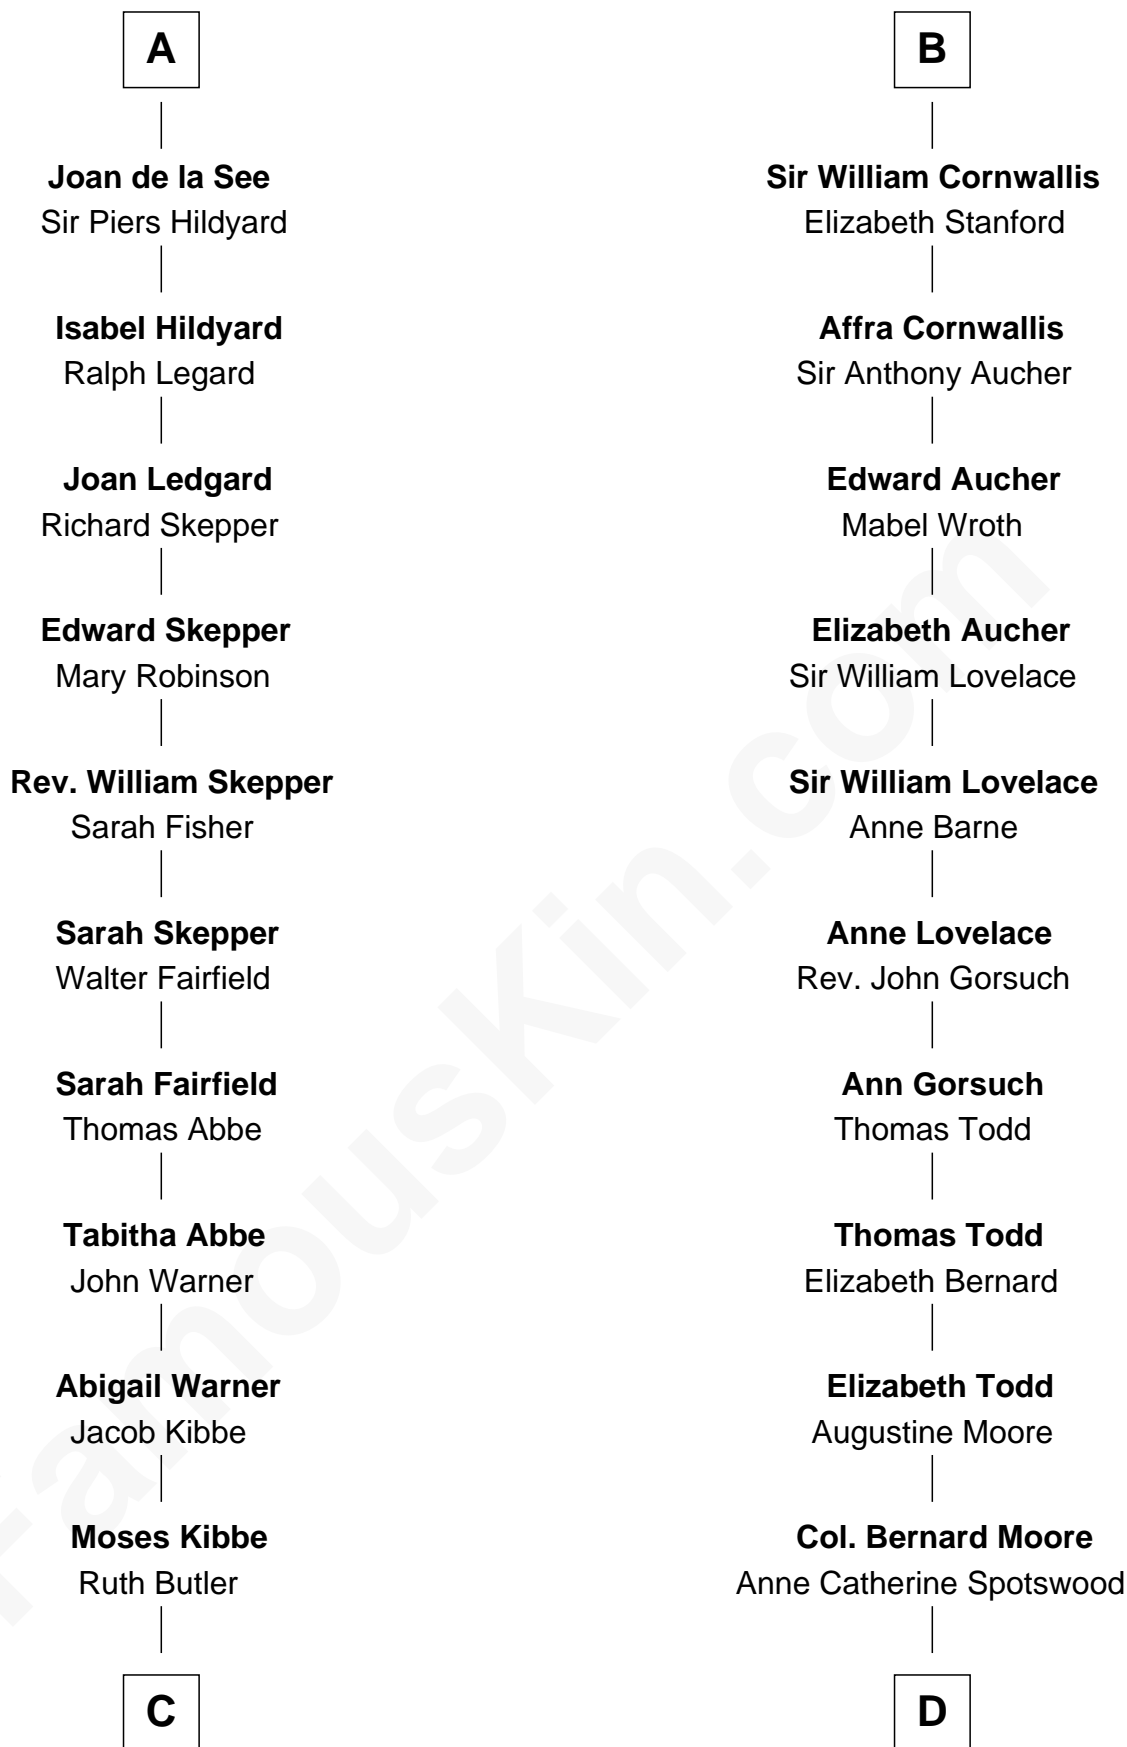 A
Joan de la See
Sir Piers Hildyard
Isabel Hildyard
Ralph Legard
Joan Ledgard
Richard Skepper
Edward Skepper
Mary Robinson
Rev. William Skepper
Sarah Fisher
Sarah Skepper
Walter Fairfield
Sarah Fairfield
Thomas Abbe
Tabitha Abbe
John Warner
Abigail Warner
Jacob Kibbe
Moses Kibbe
Ruth Butler
C
B
Sir William Cornwallis
Elizabeth Stanford
Affra Cornwallis
Sir Anthony Aucher
Edward Aucher
Mabel Wroth
Elizabeth Aucher
Sir William Lovelace
Sir William Lovelace
Anne Barne
Anne Lovelace
Rev. John Gorsuch
Ann Gorsuch
Thomas Todd
Thomas Todd
Elizabeth Bernard
Elizabeth Todd
Augustine Moore
Col. Bernard Moore
Anne Catherine Spotswood
D
FamousKin.com